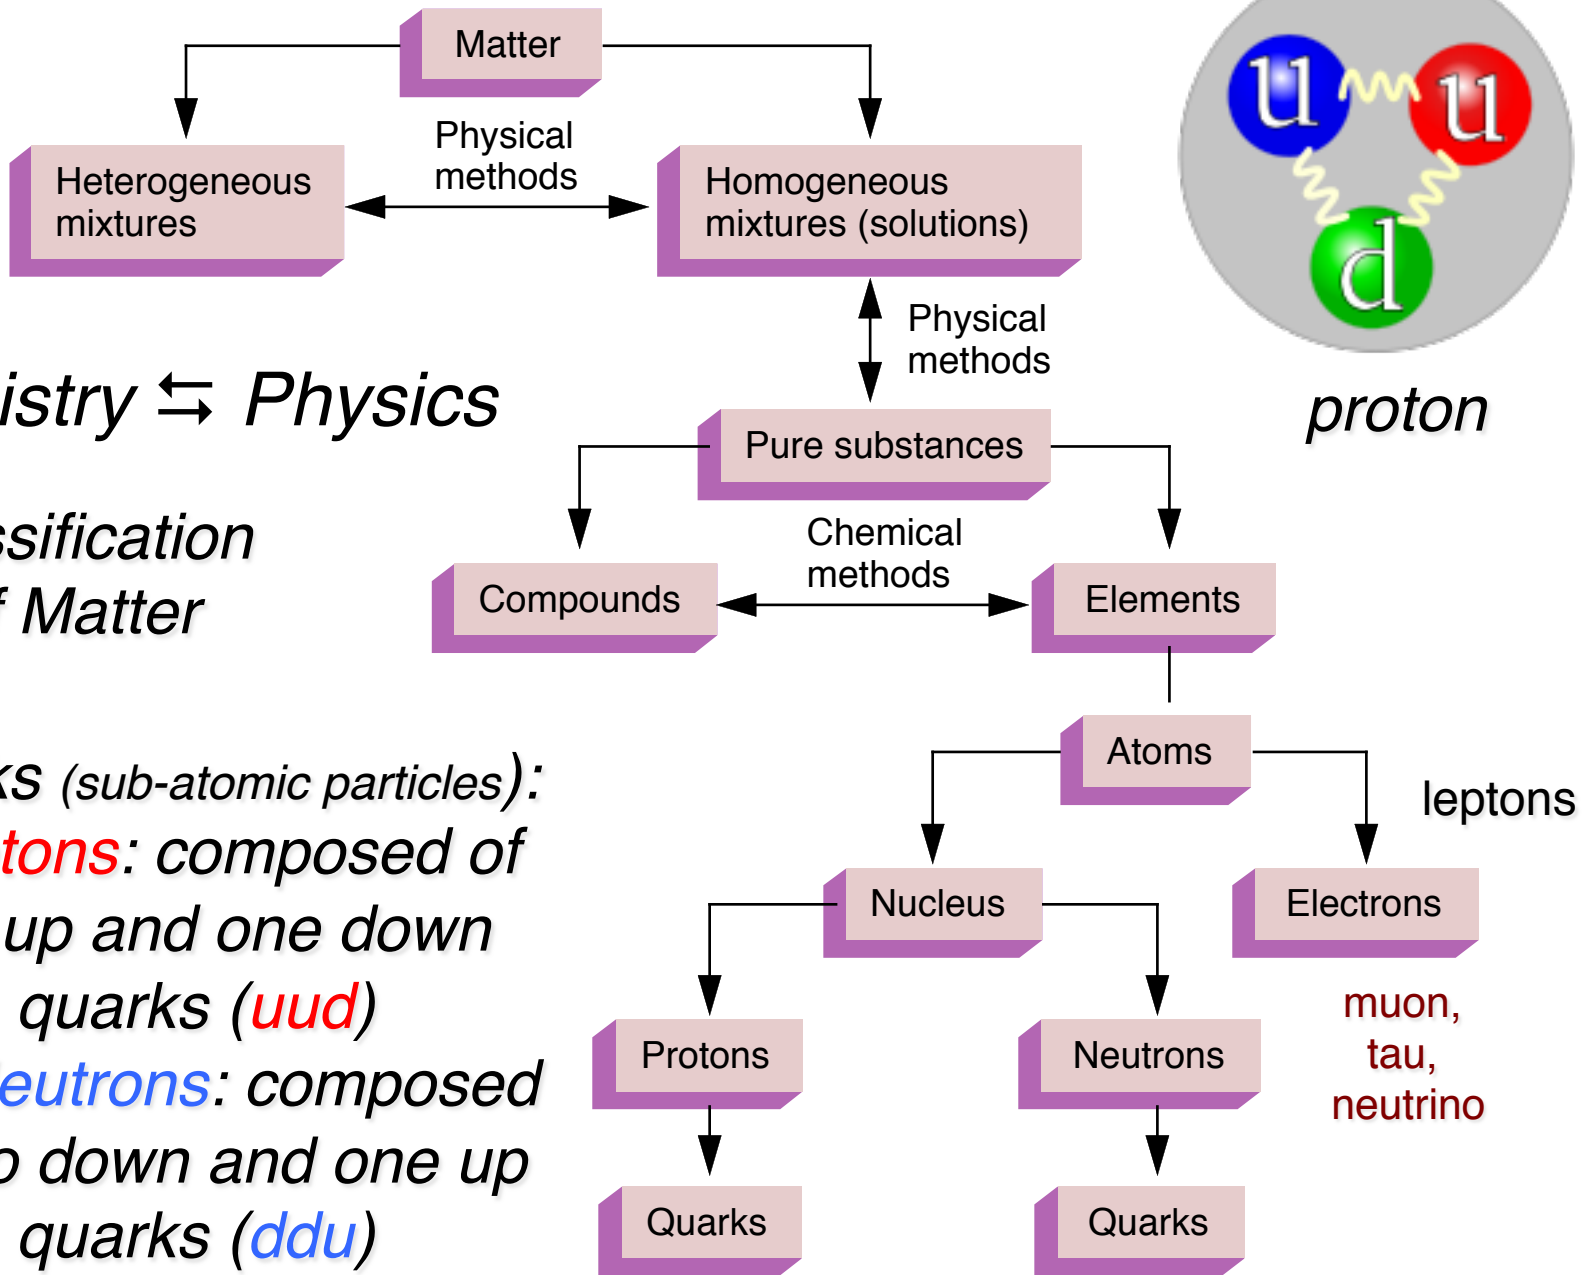 Matter
Physical
methods
Heterogeneous
mixtures
Homogeneous
mixtures (solutions)
u u
d
proton
Physical
methods
istry ⇆ Physics
Pure substances
ssification
f Matter
Chemical
methods
Compounds
Elements
Atoms
leptons
ks (sub-atomic particles):
tons: composed of
up and one down
quarks (uud)
eutrons: composed
o down and one up
quarks (ddu)
Nucleus
Electrons
muon,
tau,
neutrino
Protons
Neutrons
Quarks
Quarks